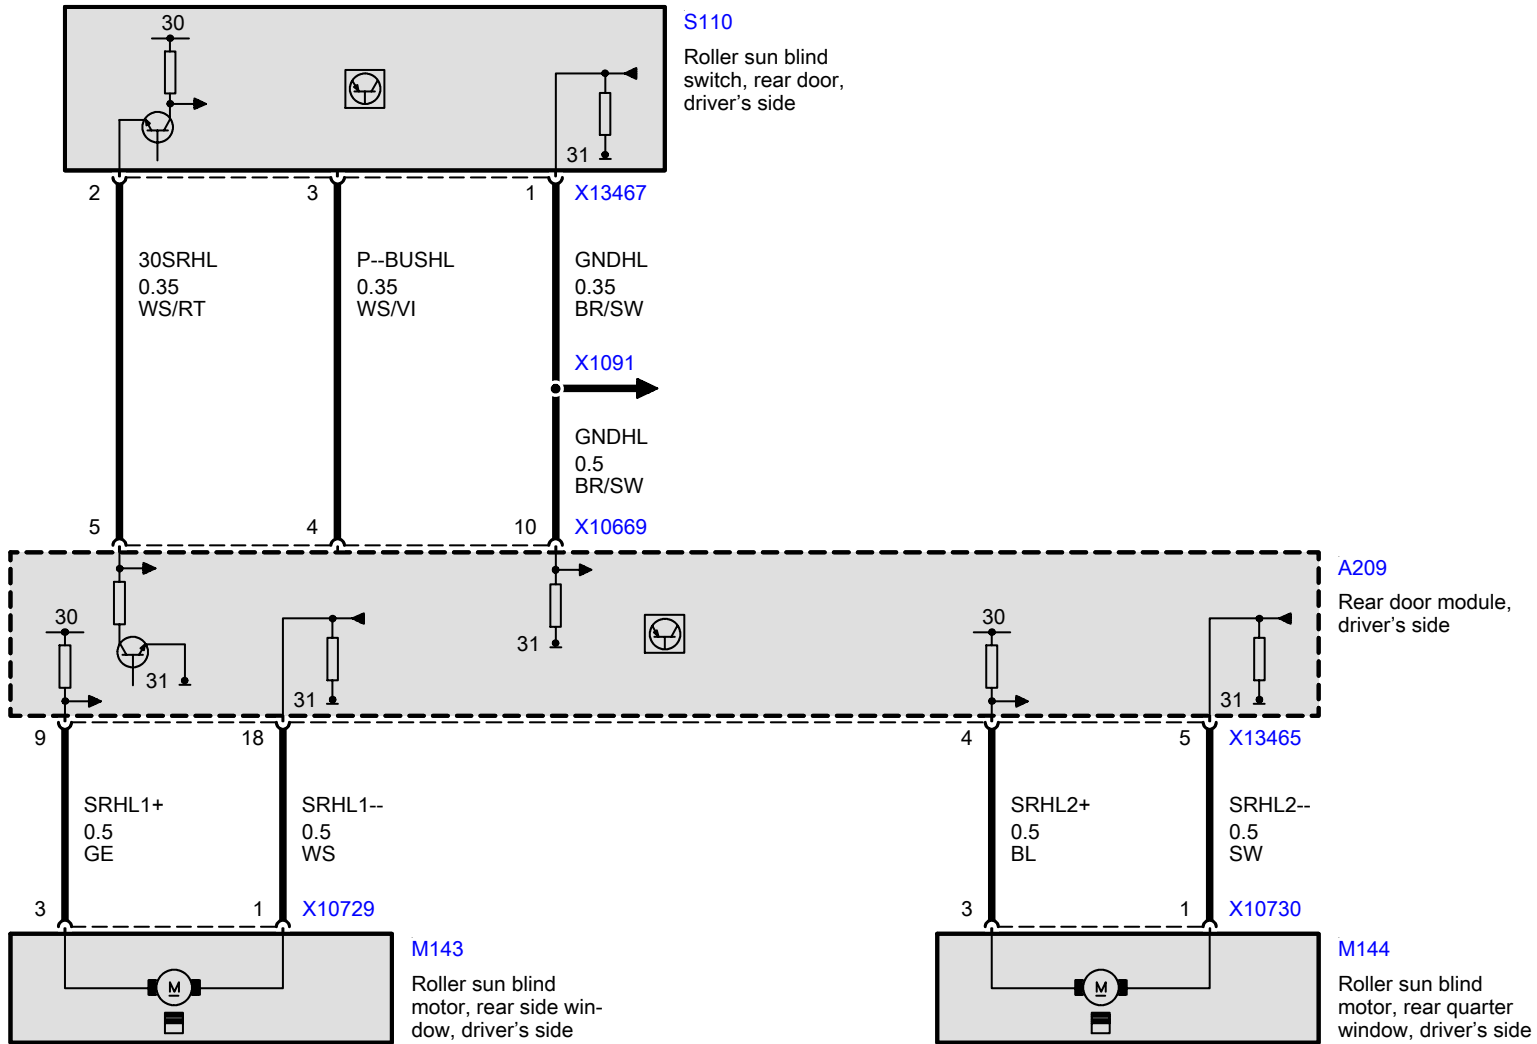 30
S110
Roller sun blind
switch, rear door,
driver's side
31
2
3
1
X13467
30SRHL
0.35
WS/RT
P--BUSHL
0.35
WS/VI
GNDHL
0.35
BR/SW
X1091
GNDHL
0.5
BR/SW
5
4
10
X10669
A209
Rear door module,
driver's side
30
31
31
31
30
31
9
18
4
5
X13465
SRHL1+
0.5
GE
SRHL1--
0.5
WS
SRHL2+
0.5
BL
SRHL2--
0.5
SW
3
1
X10729
3
1
X10730
M143
Roller sun blind
motor, rear side win-
dow, driver's side
M
M144
Roller sun blind
motor, rear quarter
window, driver's side
M